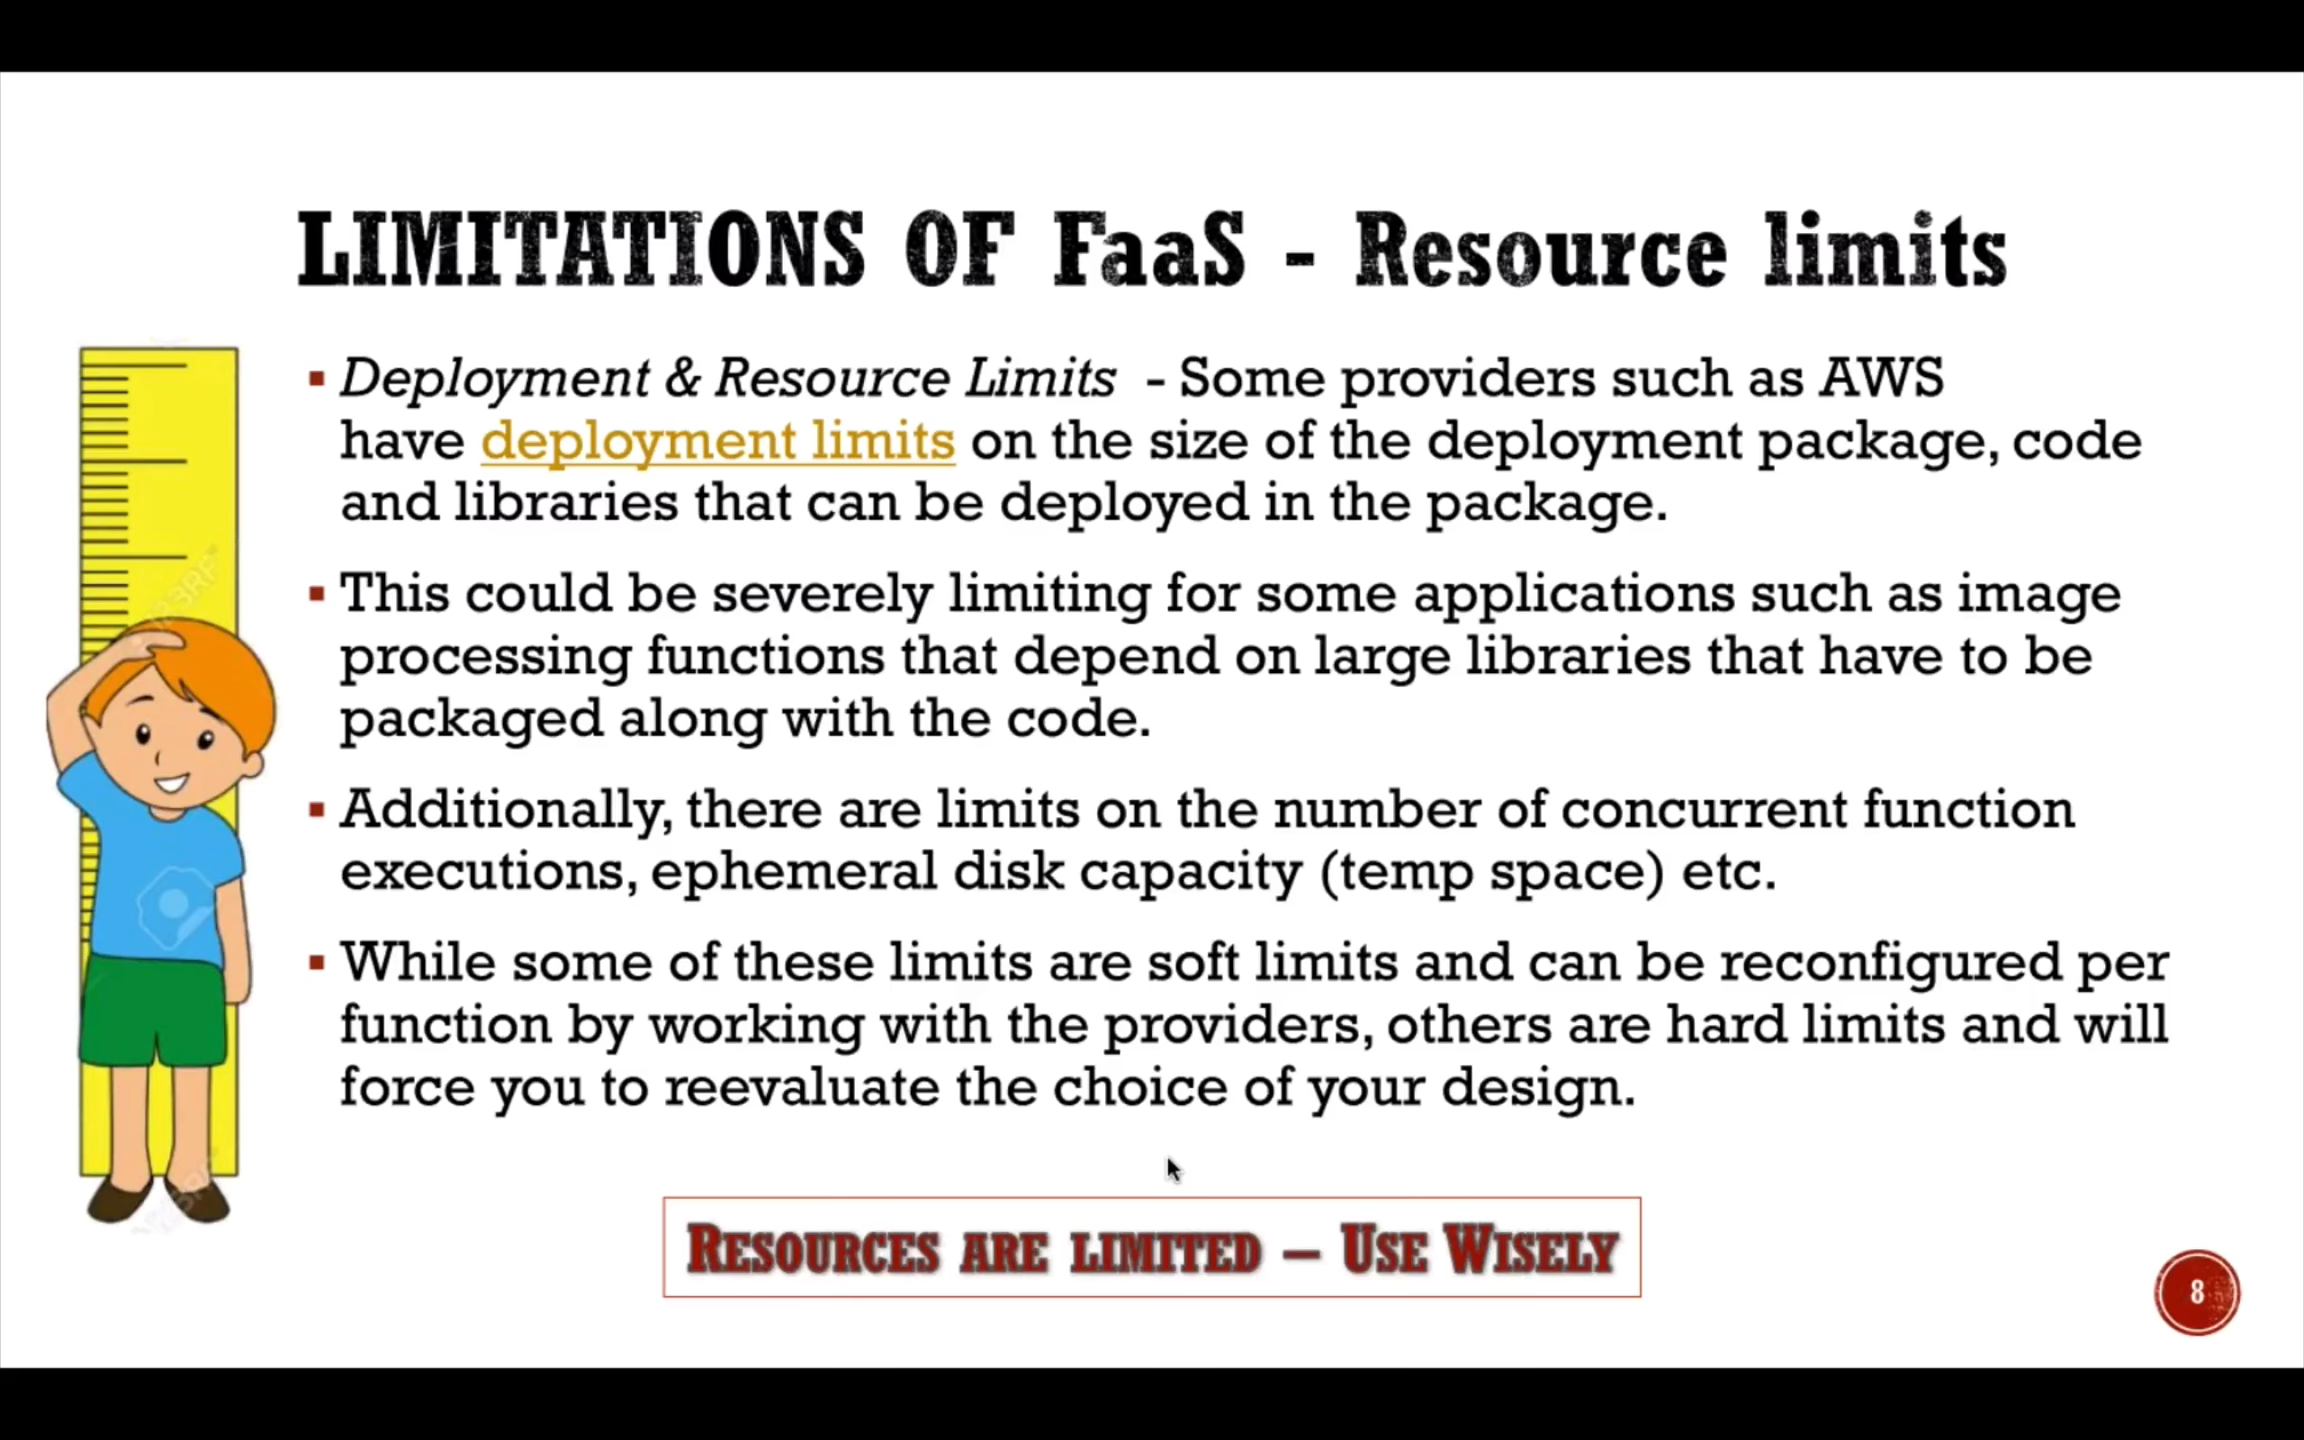 LIMITATIONS OF FaaS - Resource limits
▪ Deployment & Resource Limits - Some providers such as AWS
have deployment limits on the size of the deployment package, code
and libraries that can be deployed in the package.
▪ This could be severely limiting for some applications such as image
processing functions that depend on large libraries that have to be
packaged along with the code.
▪ Additionally, there are limits on the number of concurrent function
executions, ephemeral disk capacity (temp space) etc.
▪ While some of these limits are soft limits and can be reconfigured per
function by working with the providers, others are hard limits and will
force you to reevaluate the choice of your design.
RESOURCES ARE LIMITED – USE WISELY
8